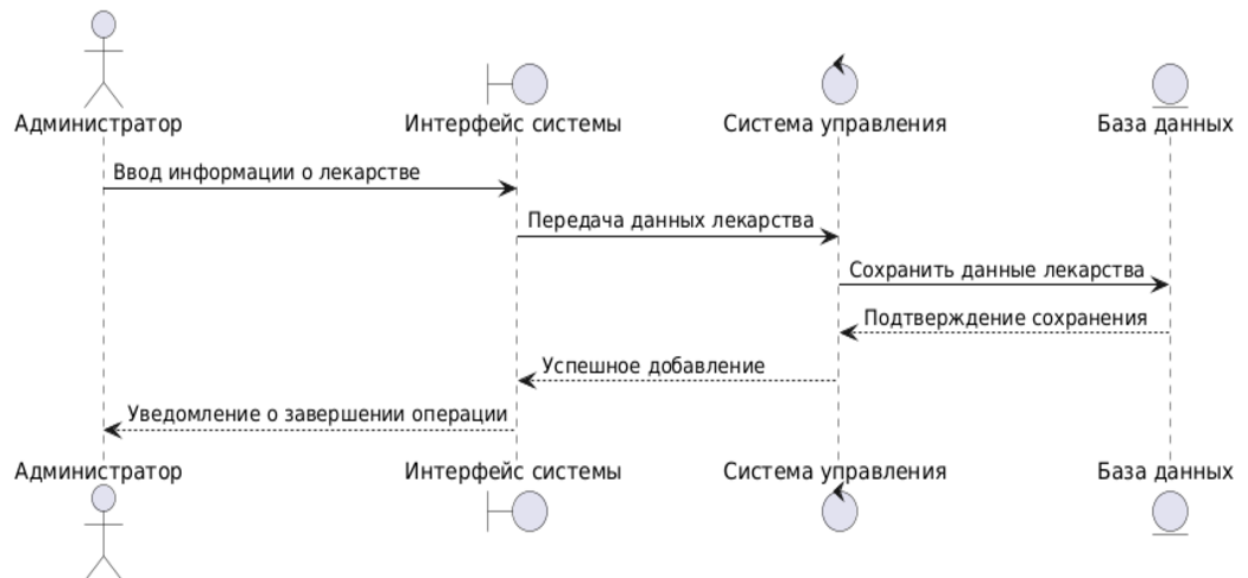 Администратор
Интерфейс системы
Система управления
База данных
Ввод информации о лекарстве
Передача данных лекарства
Сохранить данные лекарства
Подтверждение сохранения
Успешное добавление
Уведомление о завершении операции
Администратор
Интерфейс системы
Система управления
База данных